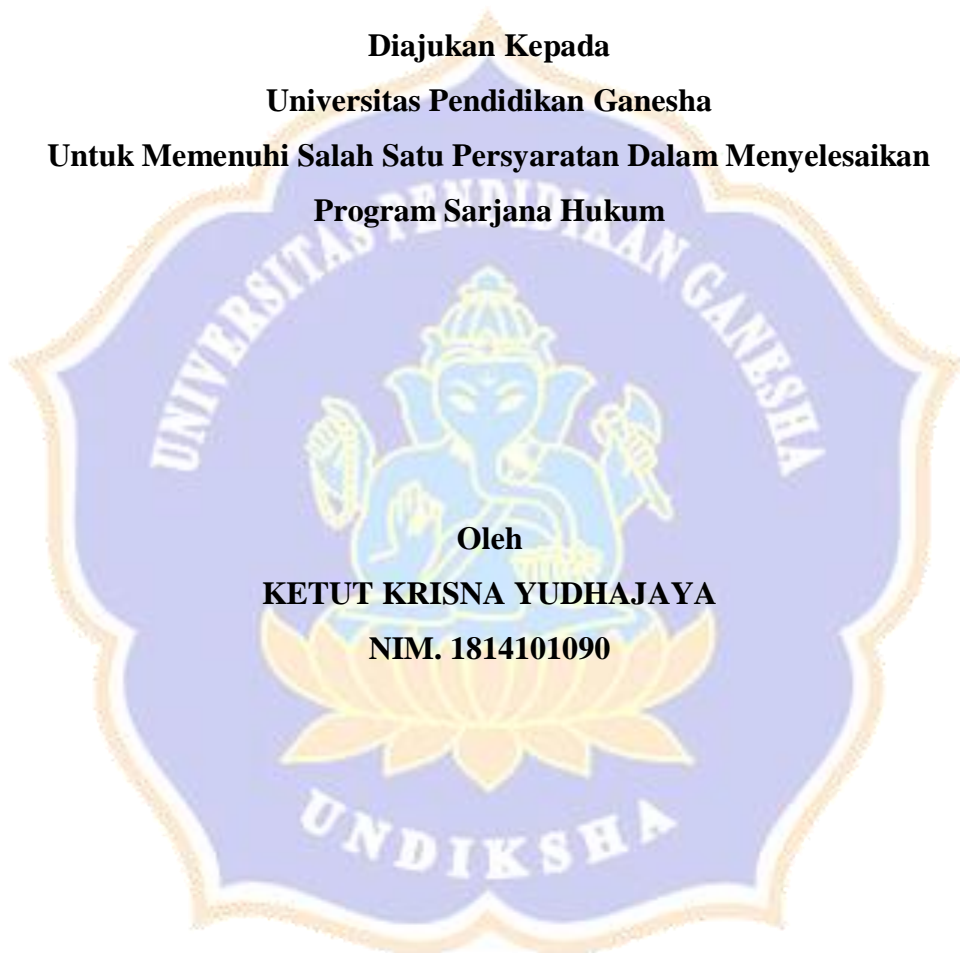 Diajukan Kepada
Universitas Pendidikan Ganesha
Untuk Memenuhi Salah Satu Persyaratan Dalam Menyelesaikan
Program Sarjana Hukum
UNIVERSITAS PENDIDIKAN GANESHA
Oleh
KETUT KRISNA YUDHAJAYA
NIM. 1814101090
UNDIKSHA